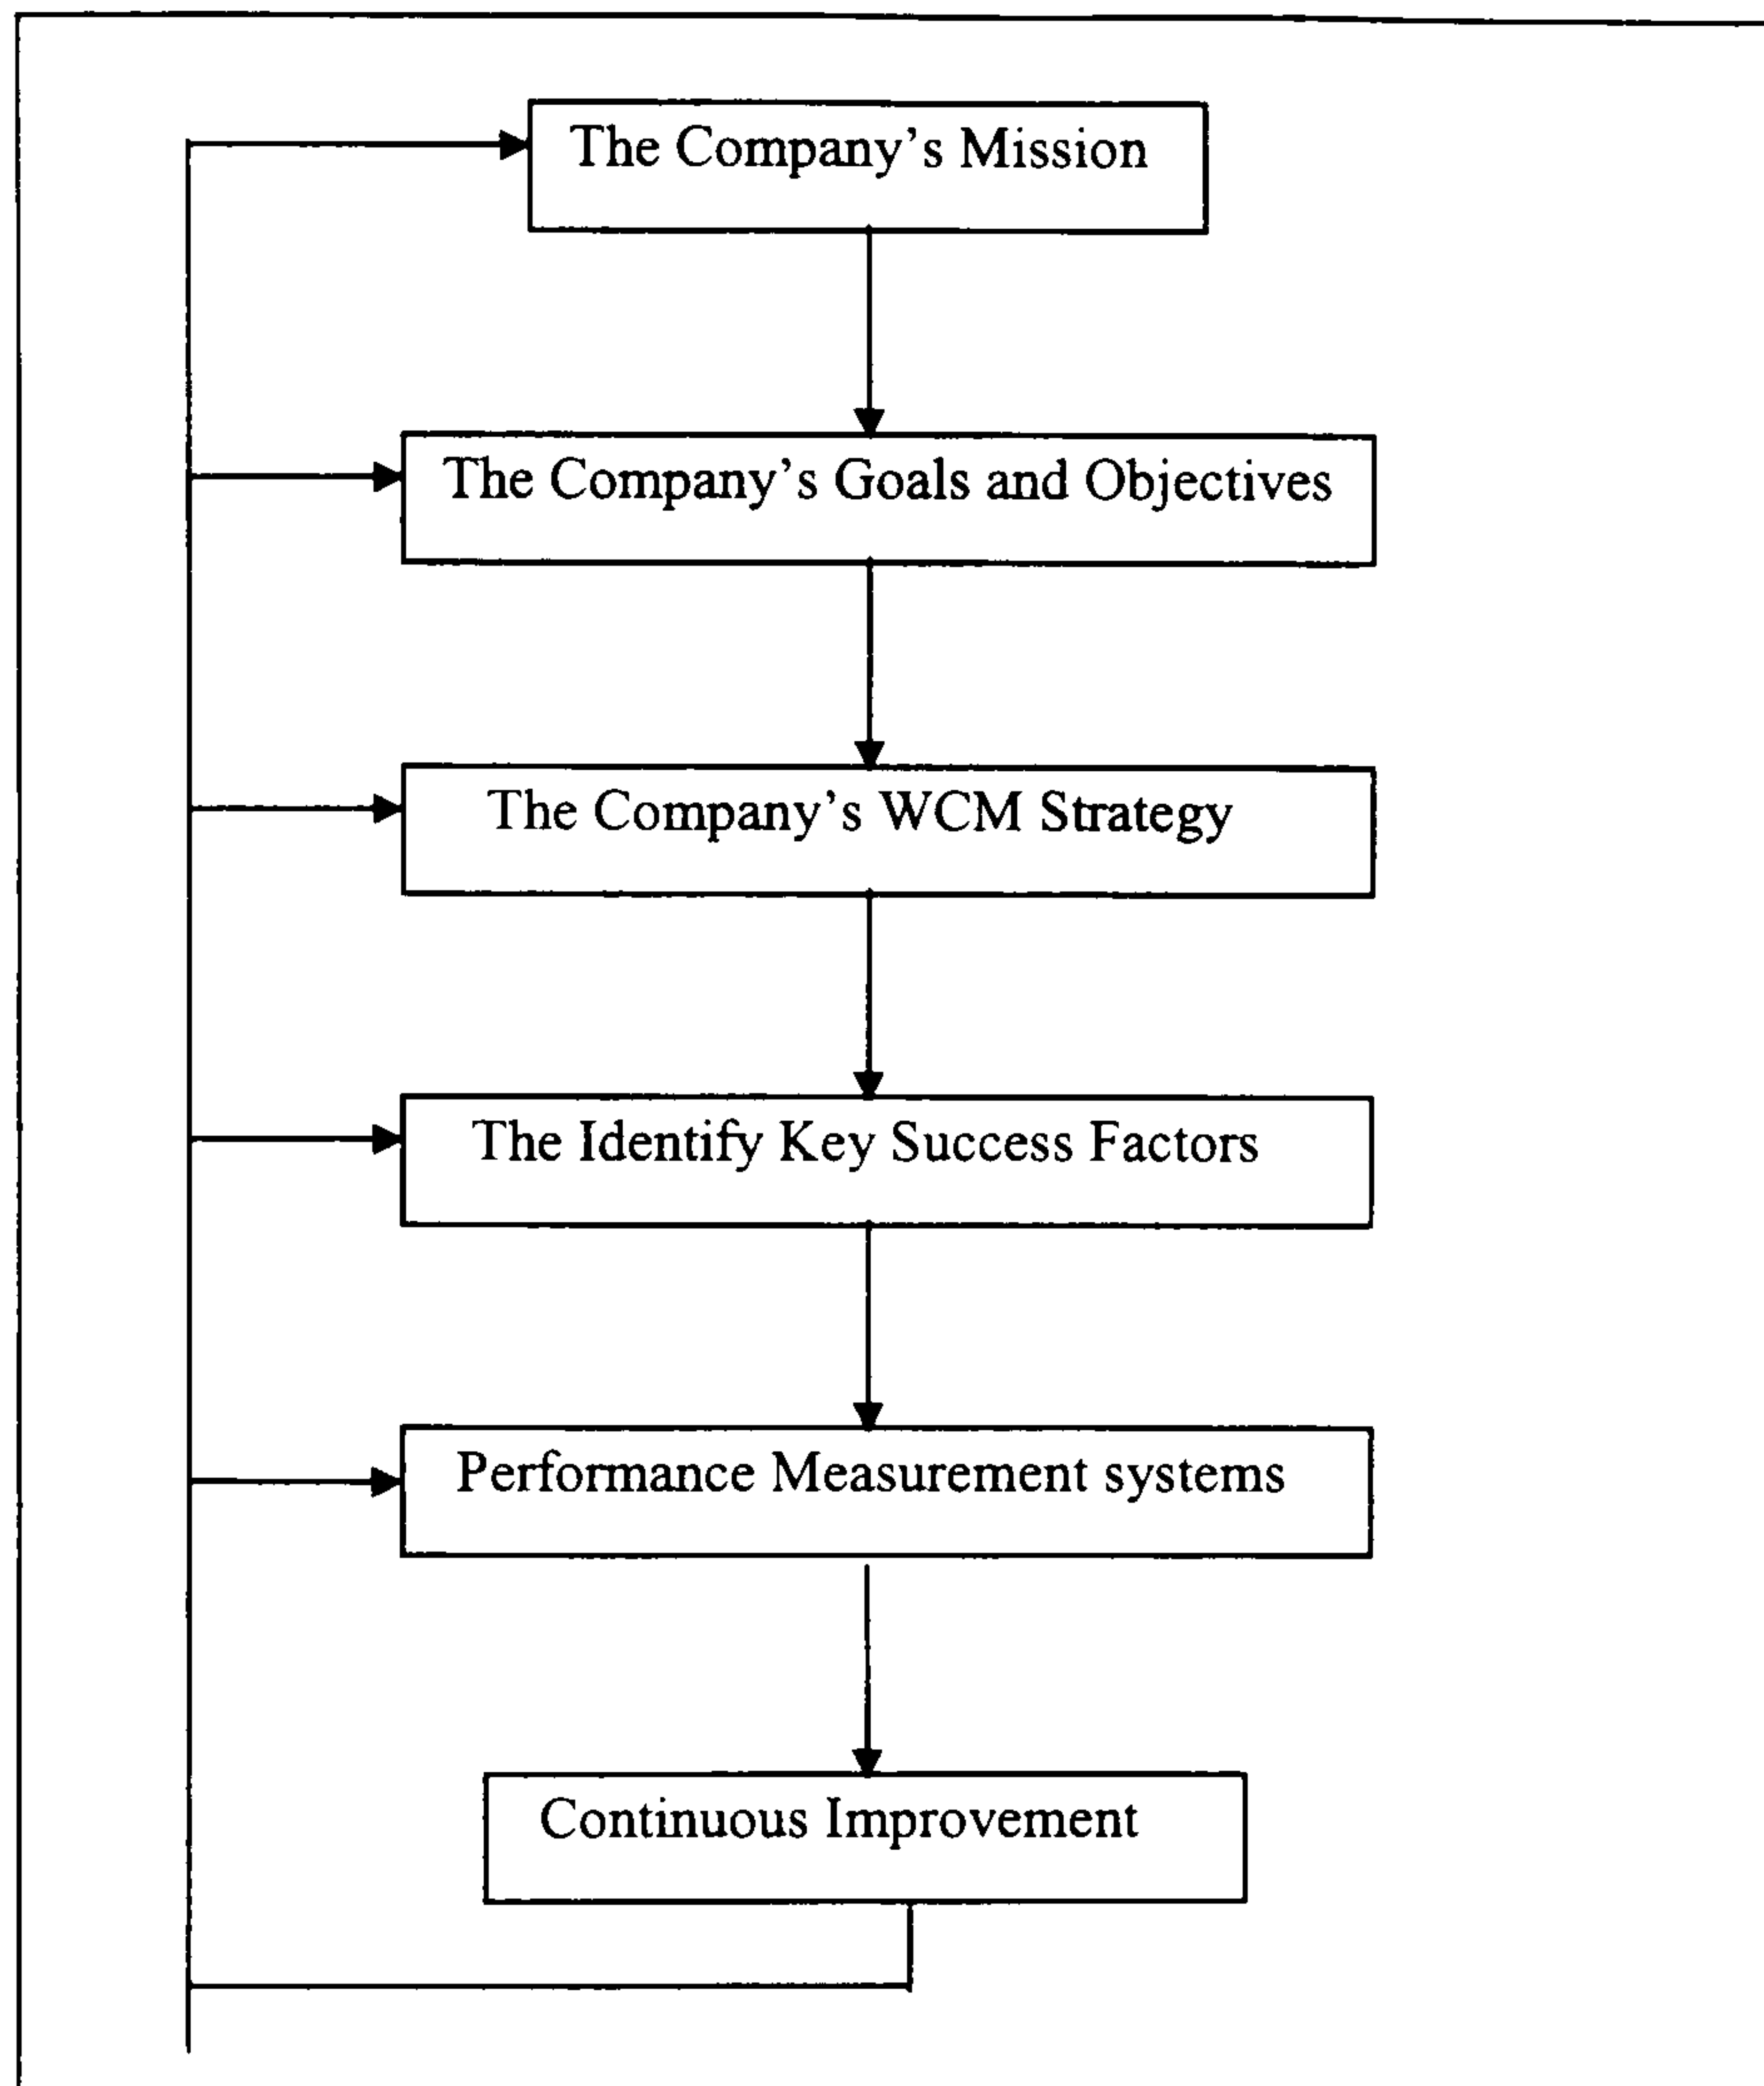 The Company's Mission
The Company's Goals and Objectives
The Company's WCM Strategy
The Identify Key Success Factors
Performance Measurement systems
Continuous Improvement